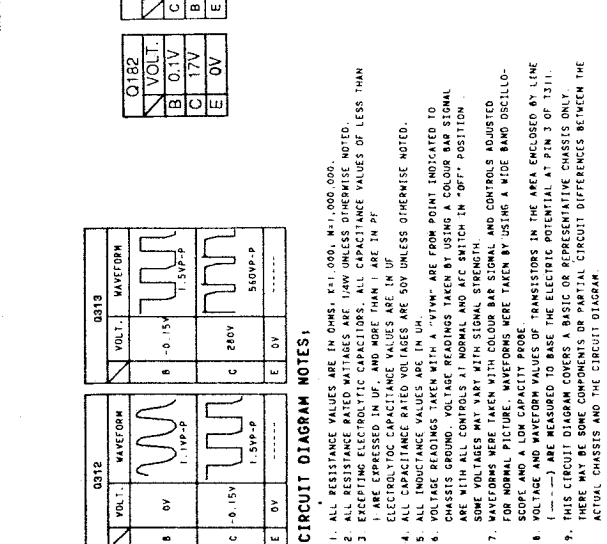 C
B
E
Q182
VOLT.
B 0.1V
C 17V
E 0V
Q312
VOLT. WAVEFORM
B 0V 1.1VP-P
C -0.15V 1.5VP-P
E 0V ------
Q313
VOLT. WAVEFORM
B -0.15V 1.5VP-P
C 280V 560VP-P
E 0V ------
CIRCUIT DIAGRAM NOTES;
1. ALL RESISTANCE VALUES ARE IN OHMS, K=1,000, M=1,000,000.
2. ALL RESISTANCE RATED WATTAGES ARE 1/4W UNLESS OTHERWISE NOTED.
3. EXCEPTING ELECTROLYTIC CAPACITORS, ALL CAPACITANCE VALUES OF LESS THAN
1 ARE EXPRESSED IN UF, AND MORE THAN 1 ARE IN PF
ELECTROLYTOC CAPACITANCE VALUES ARE IN UF
4. ALL CAPACITANCE RATED VOLTAGES ARE 50V UNLESS OTHERWISE NOTED.
5. ALL INDUCTANCE VALUES ARE IN UH.
6. VOLTAGE READINGS TAKEN WITH A "VTVM" ARE FROM POINT INDICATED TO
CHASSIS GROUND. VOLTAGE READINGS TAKEN BY USING A COLOUR BAR SIGNAL
ARE WITH ALL CONTROLS AT NORMAL AND AFC SWITCH IN "OFF" POSITION.
SOME VOLTAGES MAY VARY WITH SIGNAL STRENGTH.
7. WAVEFORMS WERE TAKEN WITH COLOUR BAR SIGNAL AND CONTROLS ADJUSTED
FOR NORMAL PICTURE. WAVEFORMS WERE TAKEN BY USING A WIDE BAND OSCILLO-
SCOPE AND A LOW CAPACITY PROBE.
8. VOLTAGE AND WAVEFORM VALUES OF TRANSISTORS IN THE AREA ENCLOSED BY LINE
(-----) ARE MEASURED TO BASE THE ELECTRIC POTENTIAL AT PIN 3 OF T311.
9. THIS CIRCUIT DIAGRAM COVERS A BASIC OR REPRESENTATIVE CHASSIS ONLY.
THERE MAY BE SOME COMPONENTS OR PARTIAL CIRCUIT DIFFERENCES BETWEEN THE
ACTUAL CHASSIS AND THE CIRCUIT DIAGRAM.